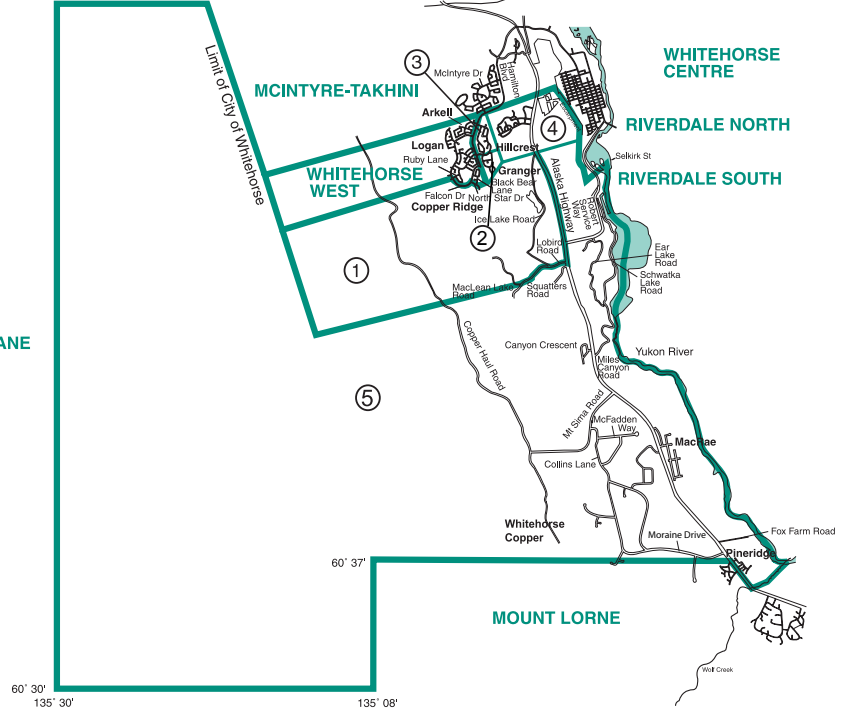 WHITEHORSE
CENTRE
Limit of City of Whitehorse
3
McIntyre Dr
Hamilton
Blvd
MCINTYRE-TAKHINI
Arkell
4
RIVERDALE NORTH
Logan
Hillcrest
Ruby Lane
Selkirk St
WHITEHORSE
WEST
Granger
RIVERDALE SOUTH
Black Bear
Lane
Falcon Dr
North Star Dr
Copper Ridge
Alaska Highway
Robert
Service
Way
Ice Lake Road
2
Lobird
Road
Ear
Lake
Road
1
Schwatka
Lake
Road
MacLean Lake
Road
Squatters
Road
ANE
Copper Haul Road
Canyon Crescent
Yukon River
Miles
Canyon
Road
5
Mt Sima Road
McFadden
Way
MacRae
Collins Lane
Whitehorse
Copper
Moraine Drive
Fox Farm Road
Pineridge
60° 37'
MOUNT LORNE
Wolf Creek
60° 30'
135° 30'
135° 08'